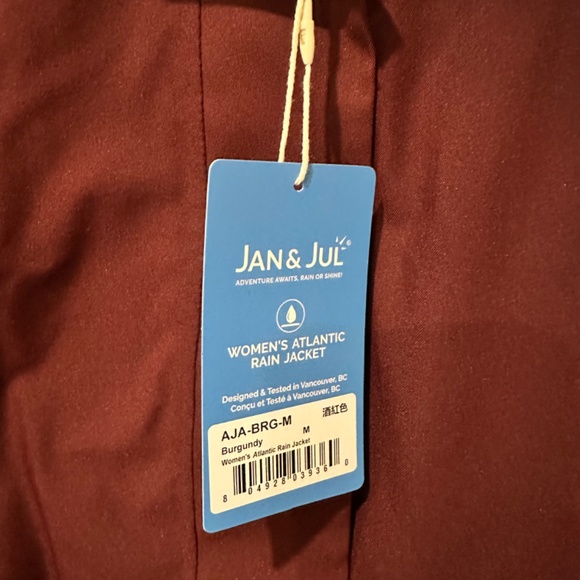 JAN & JUL®
ADVENTURE AWAITS, RAIN OR SHINE!
WOMEN'S ATLANTIC
RAIN JACKET
Designed & Tested in Vancouver, BC
Conçu et Testé à Vancouver, BC
AJA-BRG-M 酒紅色
Burgundy M
Women's Atlantic Rain Jacket
8 04928 03936 0